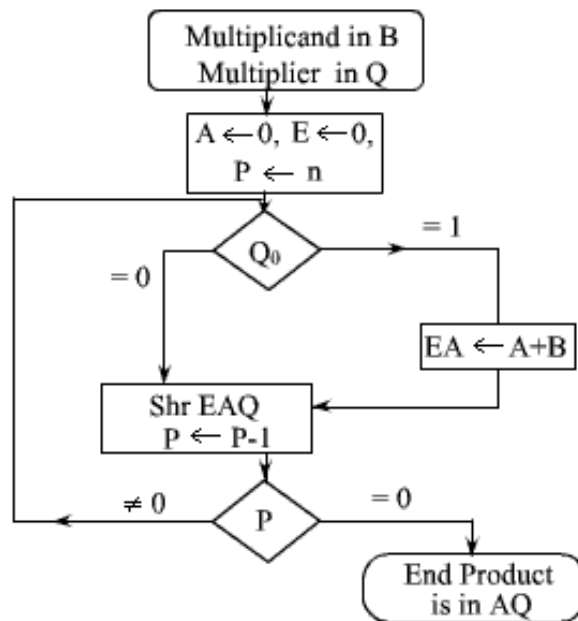 Multiplicand in B
Multiplier in Q
A ← 0, E ← 0,
P ← n
Q₀
= 1
= 0
EA ← A+B
Shr EAQ
P ← P-1
≠ 0
P
= 0
End Product
is in AQ